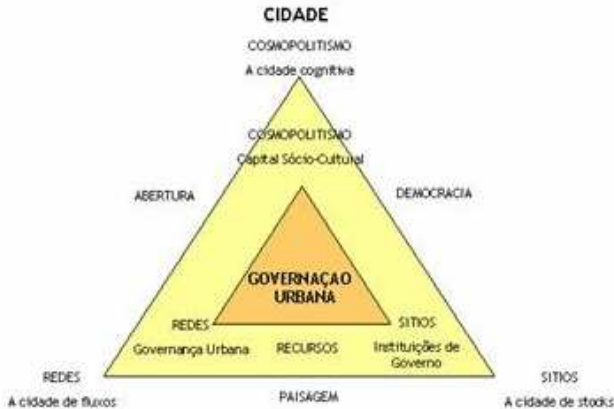 CIDADE
COSMOPOLITISMO
A cidade cognitiva
COSMOPOLITISMO
Capital Sócio-Cultural
ABERTURA
DEMOCRACIA
GOVERNAÇAO
URBANA
REDES
SITIOS
Governança Urbana
RECURSOS
Instituições de
Governo
REDES
SITIOS
PAISAGEM
A cidade de fluxos
A cidade de stocks